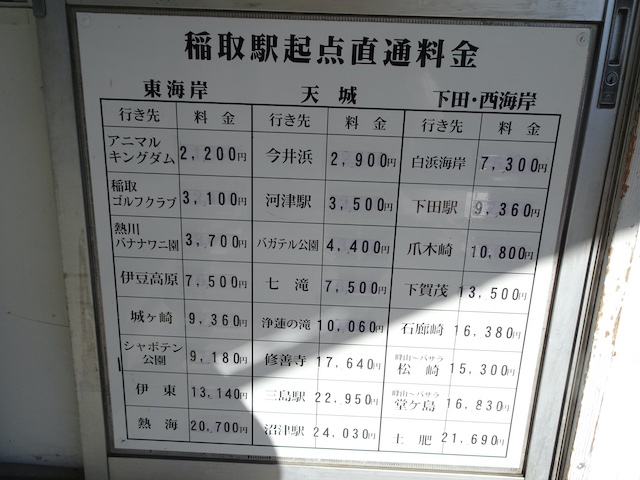 稲取駅起点直通料金
東海岸 天城 下田・西海岸
行き先 料金 行き先 料金 行き先 料金
アニマル
キングダム 2,200円 今井浜 2,900円 白浜海岸 7,300円
稲取
ゴルフクラブ 3,100円 河津駅 3,500円 下田駅 9,360円
熱川
バナナワニ園 3,700円 バガテル公園 4,400円 爪木崎 10,800円
伊豆高原 7,500円 七滝 7,500円 下賀茂 13,500円
城ヶ崎 9,360円 浄蓮の滝 10,060円 石廊崎 16,380円
シャボテン
公園 9,180円 修善寺 17,640円 蛇山〜バサラ
松崎 15,300円
伊東 13,140円 三島駅 22,950円 蛇山〜バサラ
堂ケ島 16,830円
熱海 20,700円 沼津駅 24,030円 土肥 21,690円